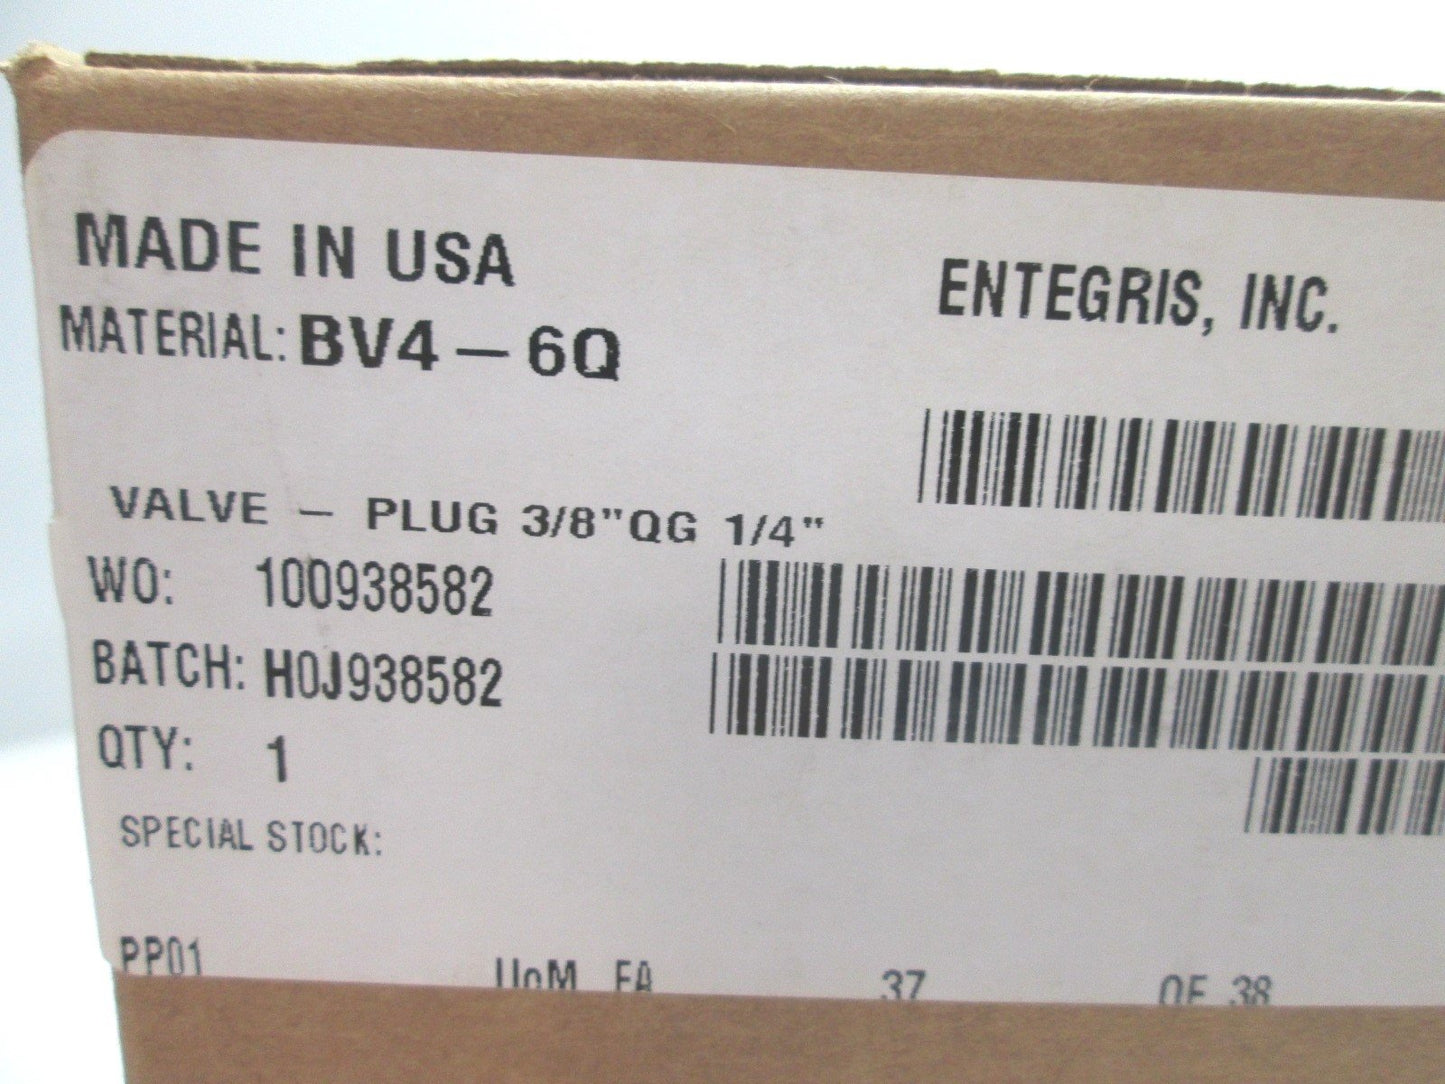 MADE IN USA
ENTEGRIS, INC.
MATERIAL: BV4-6Q
VALVE - PLUG 3/8"QG 1/4"
WO: 100938582
BATCH: H0J938582
QTY: 1
SPECIAL STOCK:
PP01 UoM EA 37 OF 38